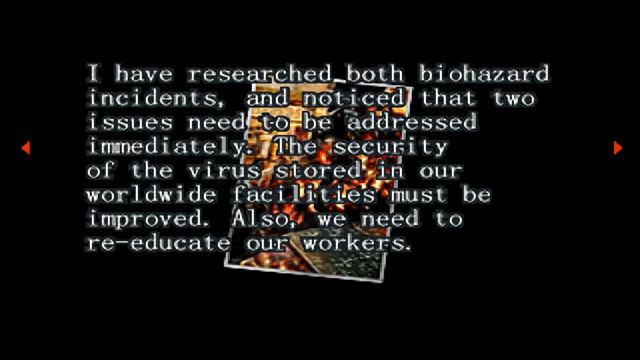 I have researched both biohazard
incidents, and noticed that two
issues need to be addressed
immediately. The security
of the virus stored in our
worldwide facilities must be
improved. Also, we need to
re-educate our workers.